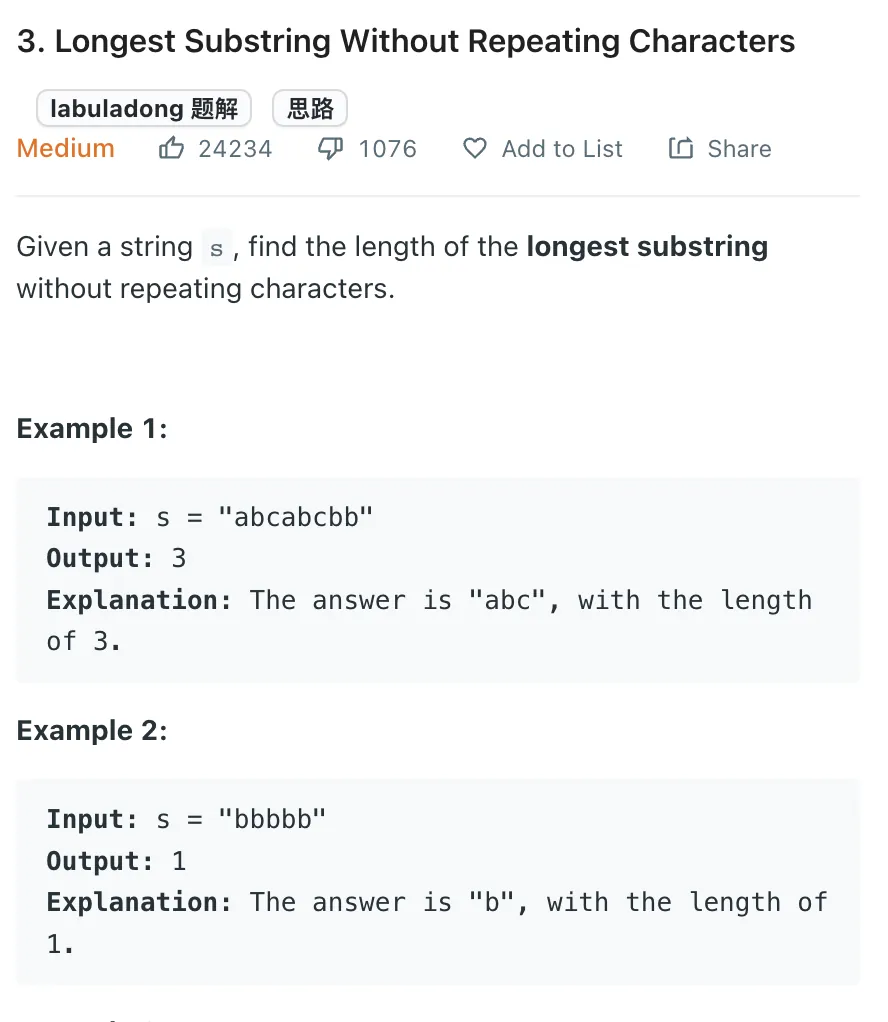 3. Longest Substring Without Repeating Characters
labuladong 题解 思路
Medium 24234 1076 Add to List Share
Given a string s , find the length of the longest substring
without repeating characters.
Example 1:
Input: s = "abcabcbb"
Output: 3
Explanation: The answer is "abc", with the length
of 3.
Example 2:
Input: s = "bbbbb"
Output: 1
Explanation: The answer is "b", with the length of
1.